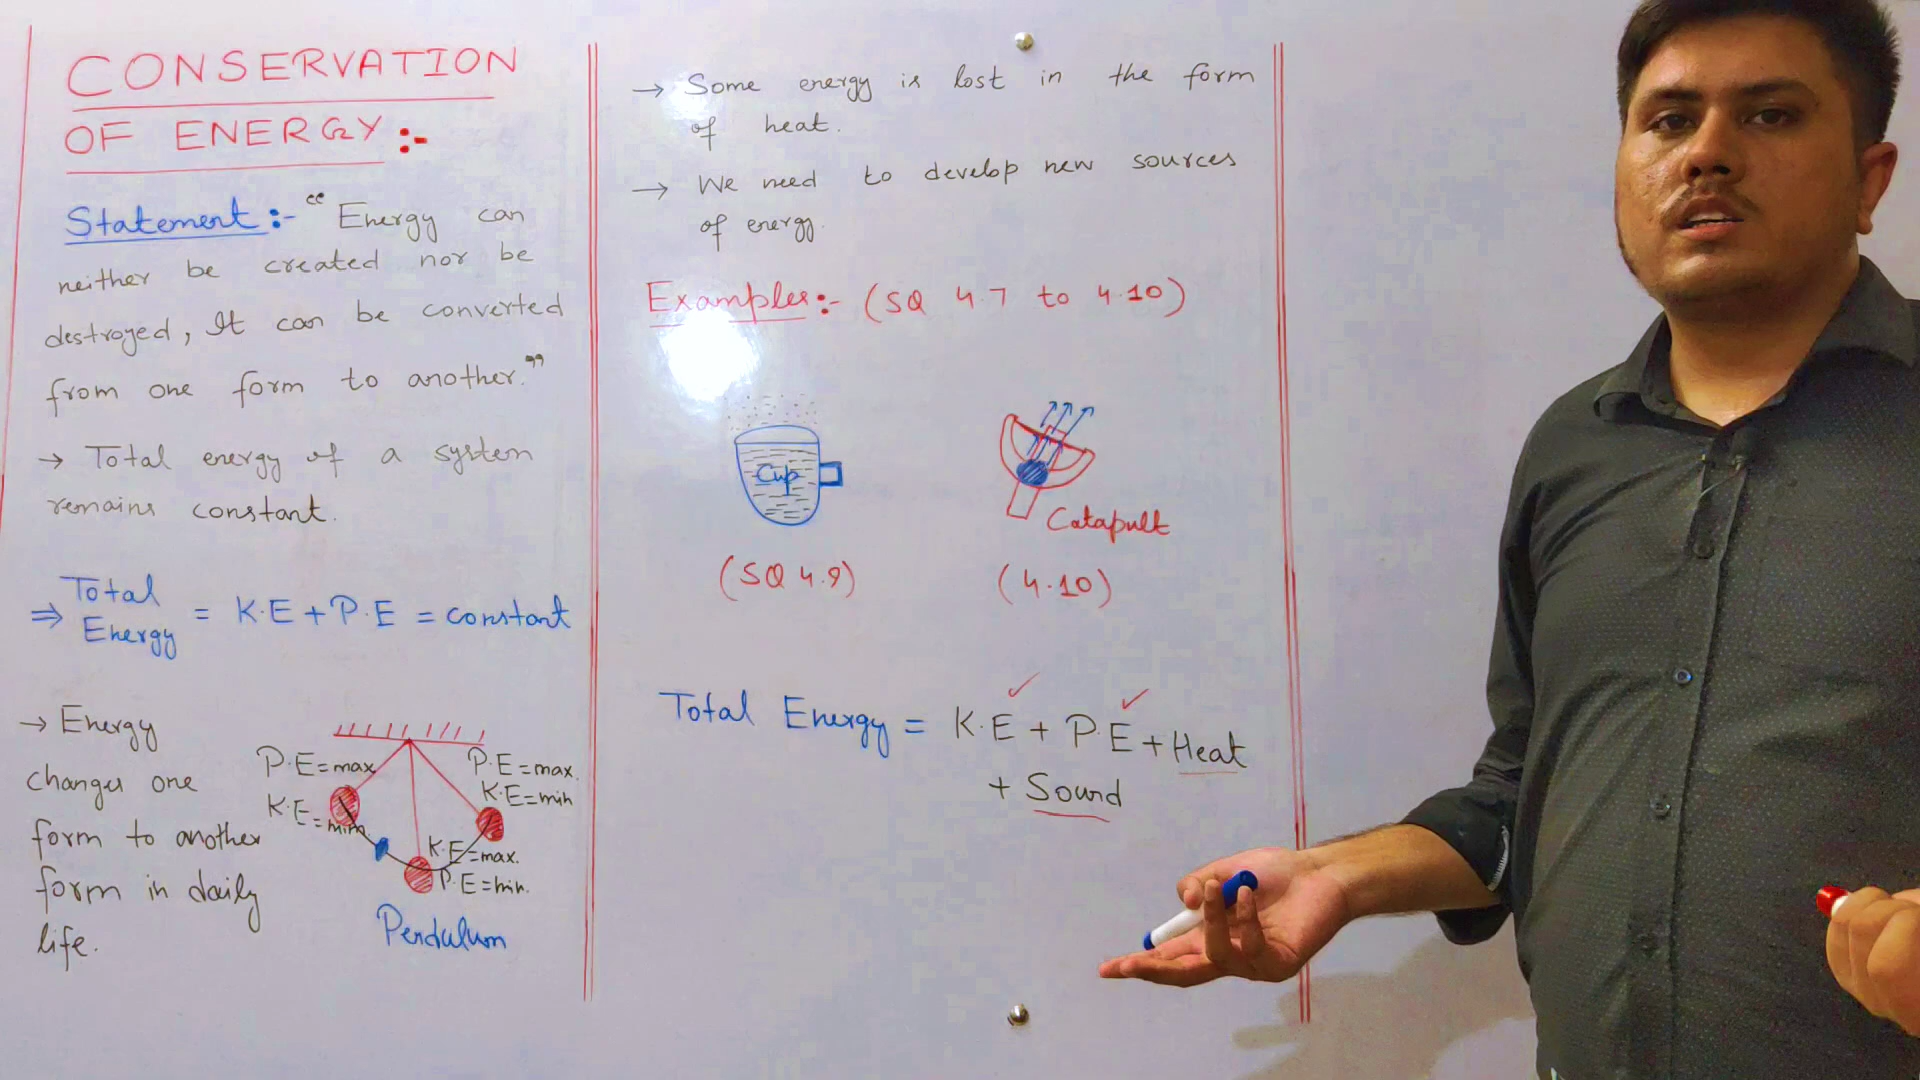 CONSERVATION
OF ENERGY :-
Statement :- “Energy can
neither be created nor be
destroyed, It can be converted
from one form to another.”
→ Total energy of a system
remains constant.
⇒ Total
Energy = K.E + P.E = constant
→ Energy
changes one
form to another
form in daily
life.
P.E = max
K.E = min
P.E = max.
K.E = min
K.E = max.
P.E = min.
Pendulum
→ Some energy is lost in the form
of heat.
→ We need to develop new sources
of energy.
Examples :- (SQ 4.7 to 4.10)
Cup
(SQ 4.9)
Catapult
(4.10)
Total Energy = K.E + P.E + Heat
+ Sound